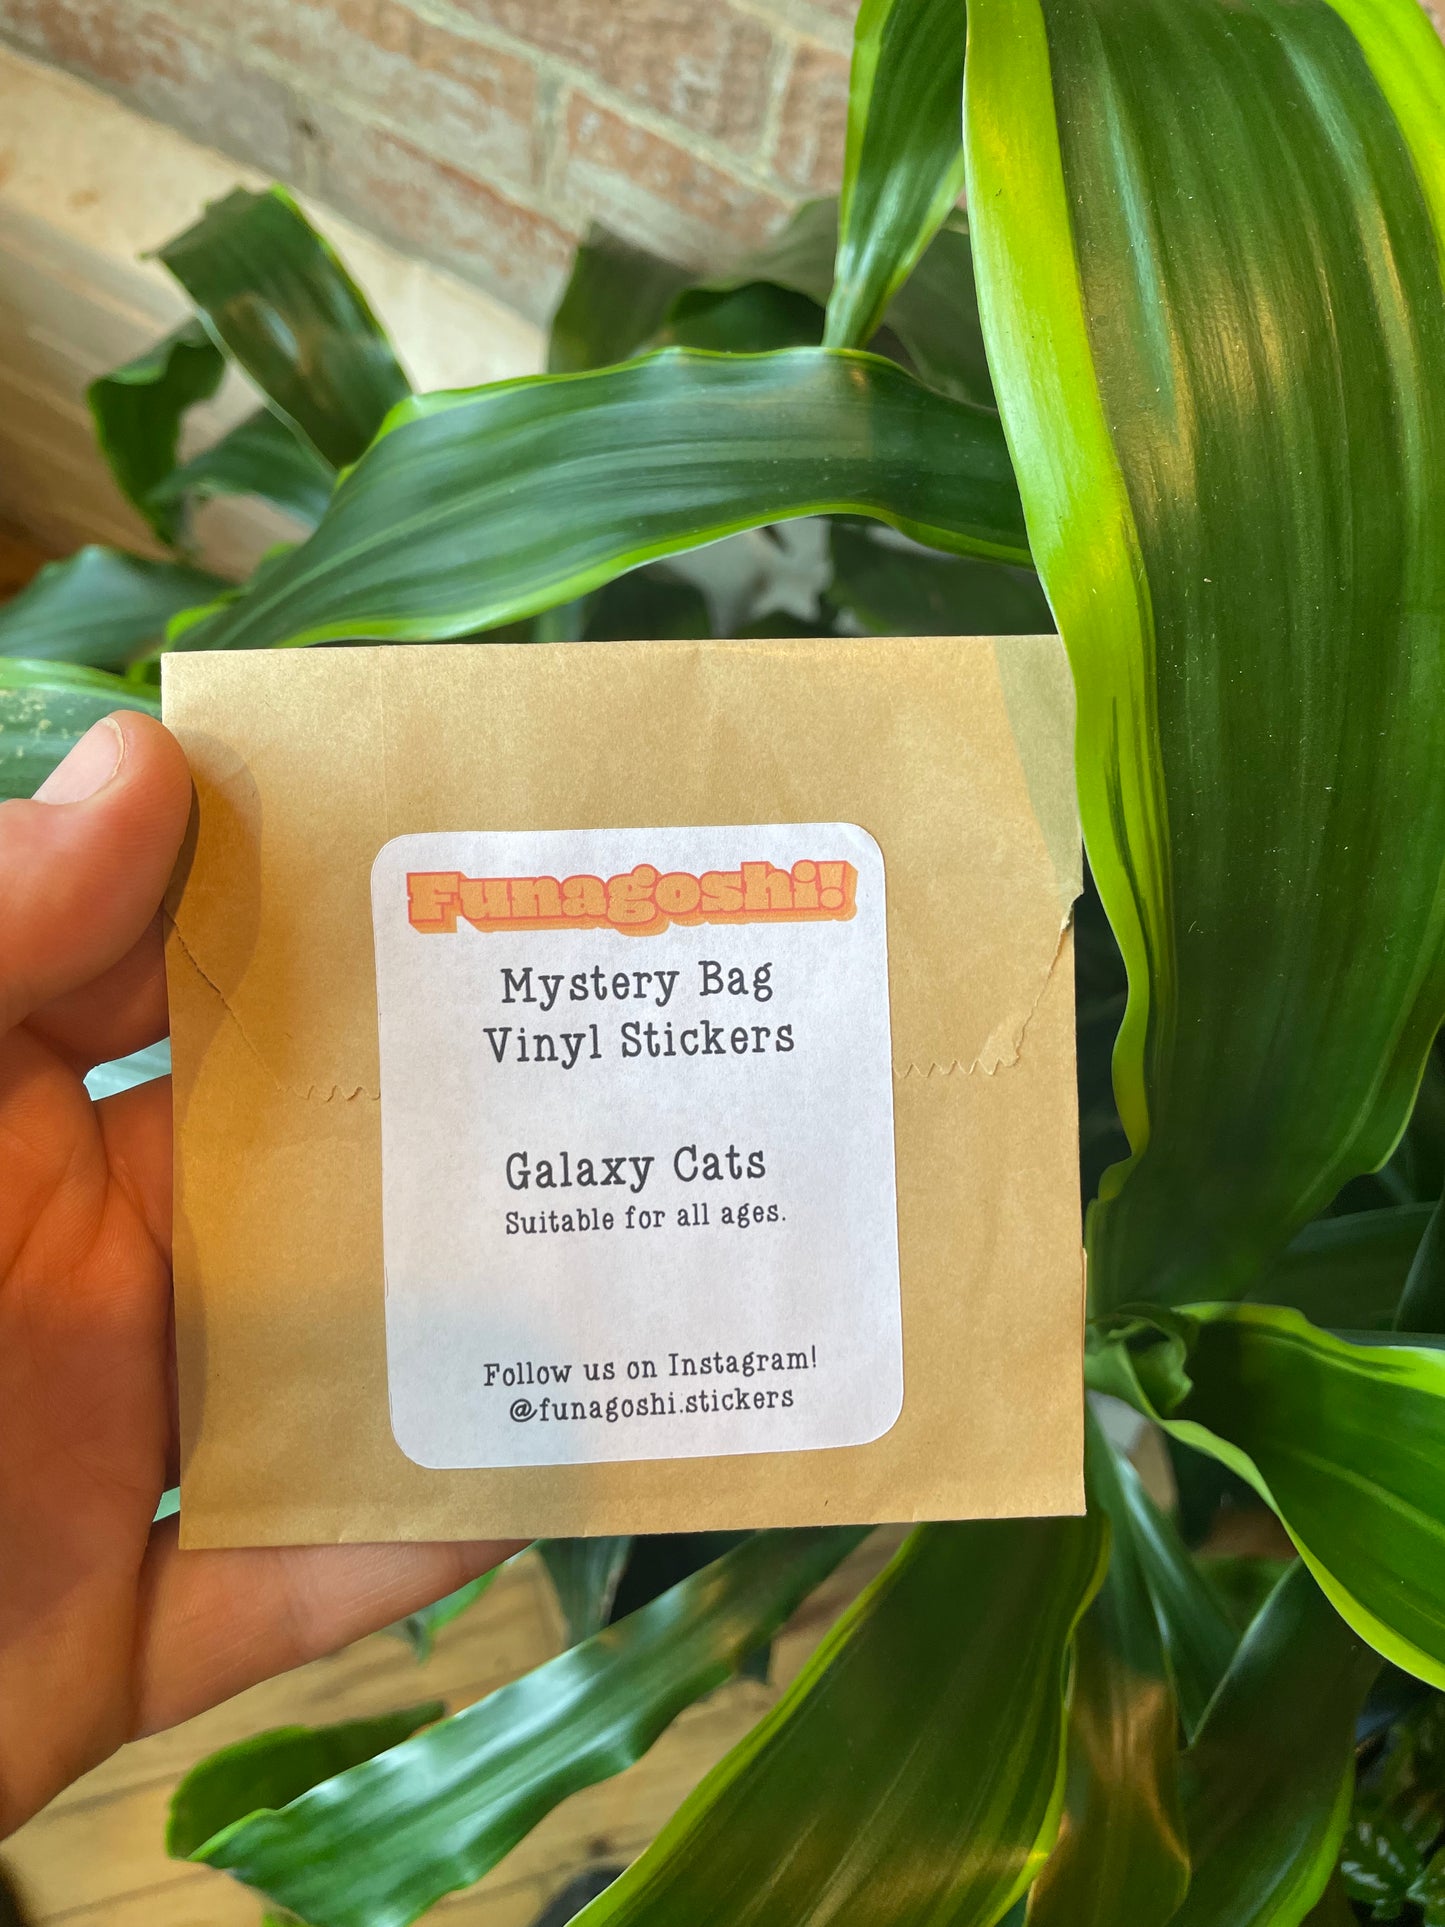 Funagoshi!
Mystery Bag
Vinyl Stickers
Galaxy Cats
Suitable for all ages.
Follow us on Instagram!
@funagoshi.stickers